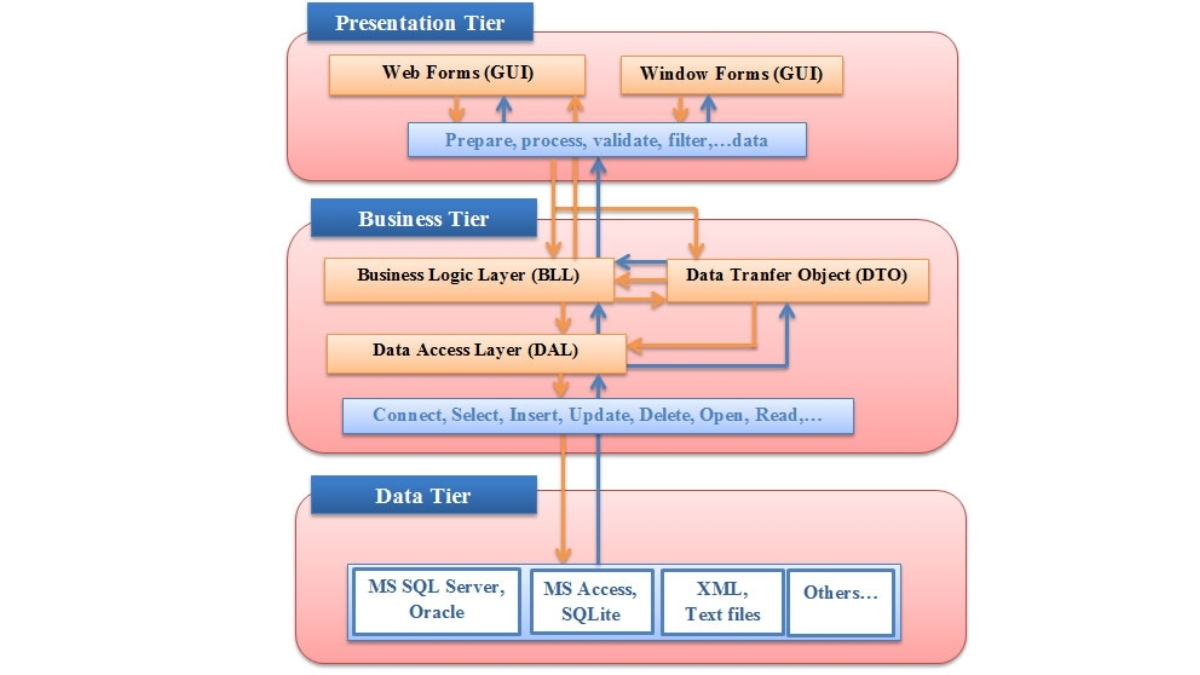 Presentation Tier
Web Forms (GUI)
Window Forms (GUI)
Prepare, process, validate, filter,...data
Business Tier
Business Logic Layer (BLL)
Data Tranfer Object (DTO)
Data Access Layer (DAL)
Connect, Select, Insert, Update, Delete, Open, Read,...
Data Tier
MS SQL Server,
Oracle
MS Access,
SQLite
XML,
Text files
Others...